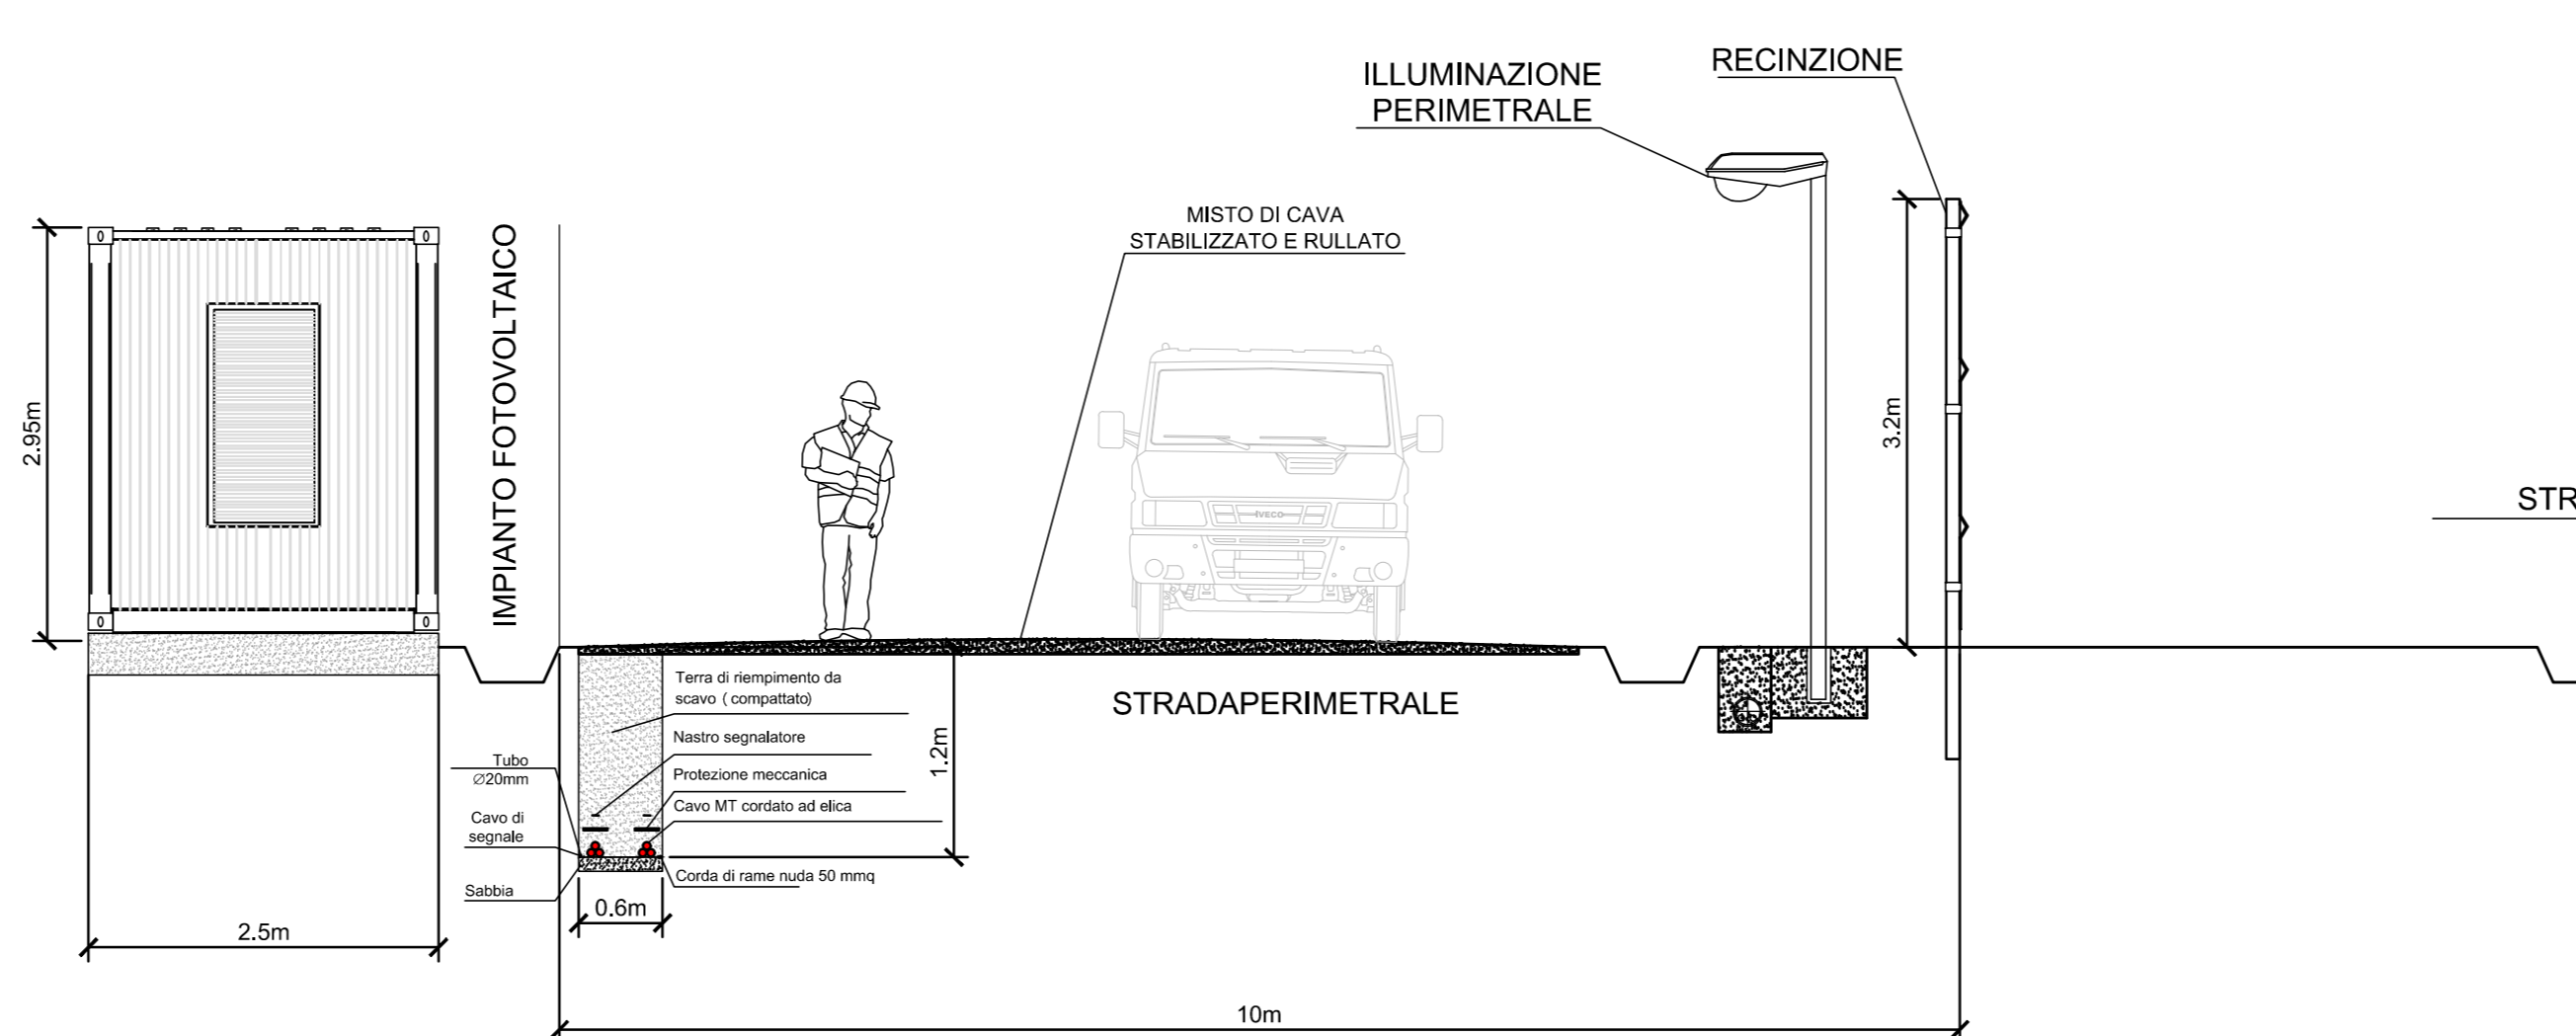 ILLUMINAZIONE
PERIMETRALE
RECINZIONE
MISTO DI CAVA
STABILIZZATO E RULLATO
IMPIANTO FOTOVOLTAICO
2.95m
3.2m
IVECO
STR
Terra di riempimento da
scavo ( compattato)
Nastro segnalatore
Protezione meccanica
Cavo MT cordato ad elica
1.2m
STRADAPERIMETRALE
Tubo
∅20mm
Cavo di
segnale
Sabbia
Corda di rame nuda 50 mmq
0.6m
2.5m
10m